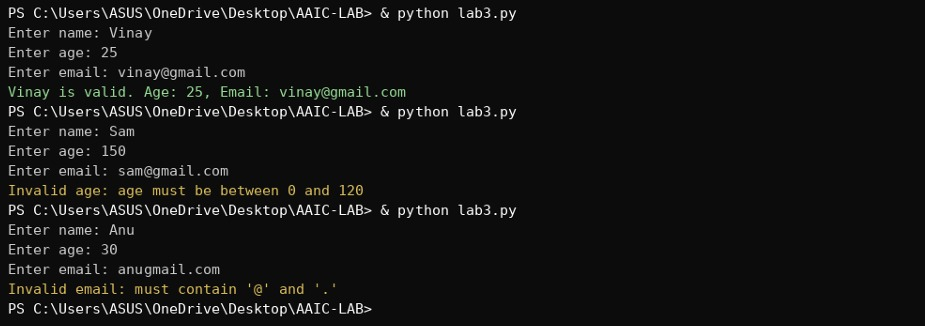 PS C:\Users\ASUS\OneDrive\Desktop\AAIC-LAB> & python lab3.py
Enter name: Vinay
Enter age: 25
Enter email: vinay@gmail.com
Vinay is valid. Age: 25, Email: vinay@gmail.com
PS C:\Users\ASUS\OneDrive\Desktop\AAIC-LAB> & python lab3.py
Enter name: Sam
Enter age: 150
Enter email: sam@gmail.com
Invalid age: age must be between 0 and 120
PS C:\Users\ASUS\OneDrive\Desktop\AAIC-LAB> & python lab3.py
Enter name: Anu
Enter age: 30
Enter email: anugmail.com
Invalid email: must contain '@' and '.'
PS C:\Users\ASUS\OneDrive\Desktop\AAIC-LAB>